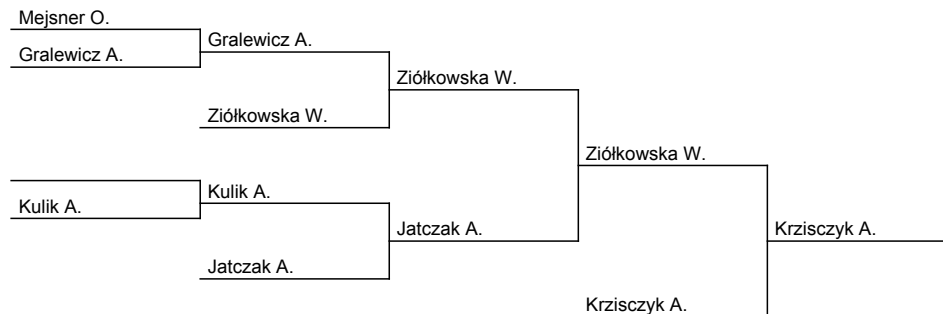 Mejsner O.
Gralewicz A.
Gralewicz A.
Ziółkowska W.
Ziółkowska W.
Ziółkowska W.
Kulik A.
Kulik A.
Jatczak A.
Krzisczyk A.
Jatczak A.
Krzisczyk A.